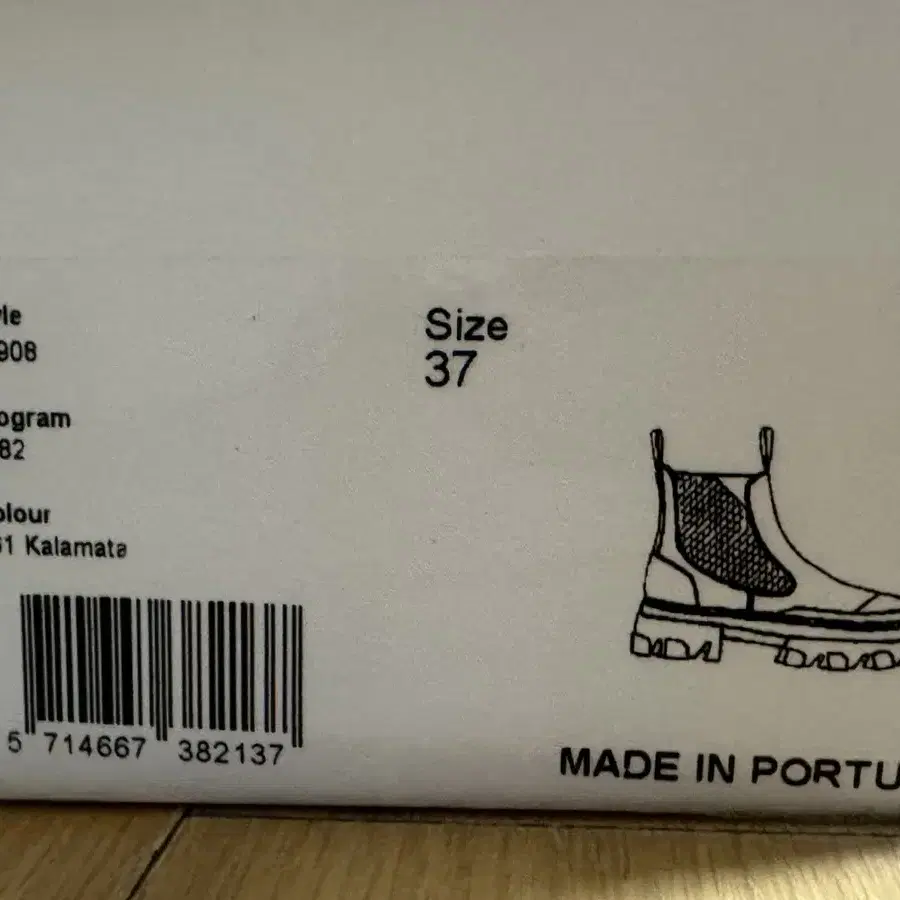 yle
908
ogram
82
olour
61 Kalamata
5 714667 382137
Size
37
MADE IN PORTU